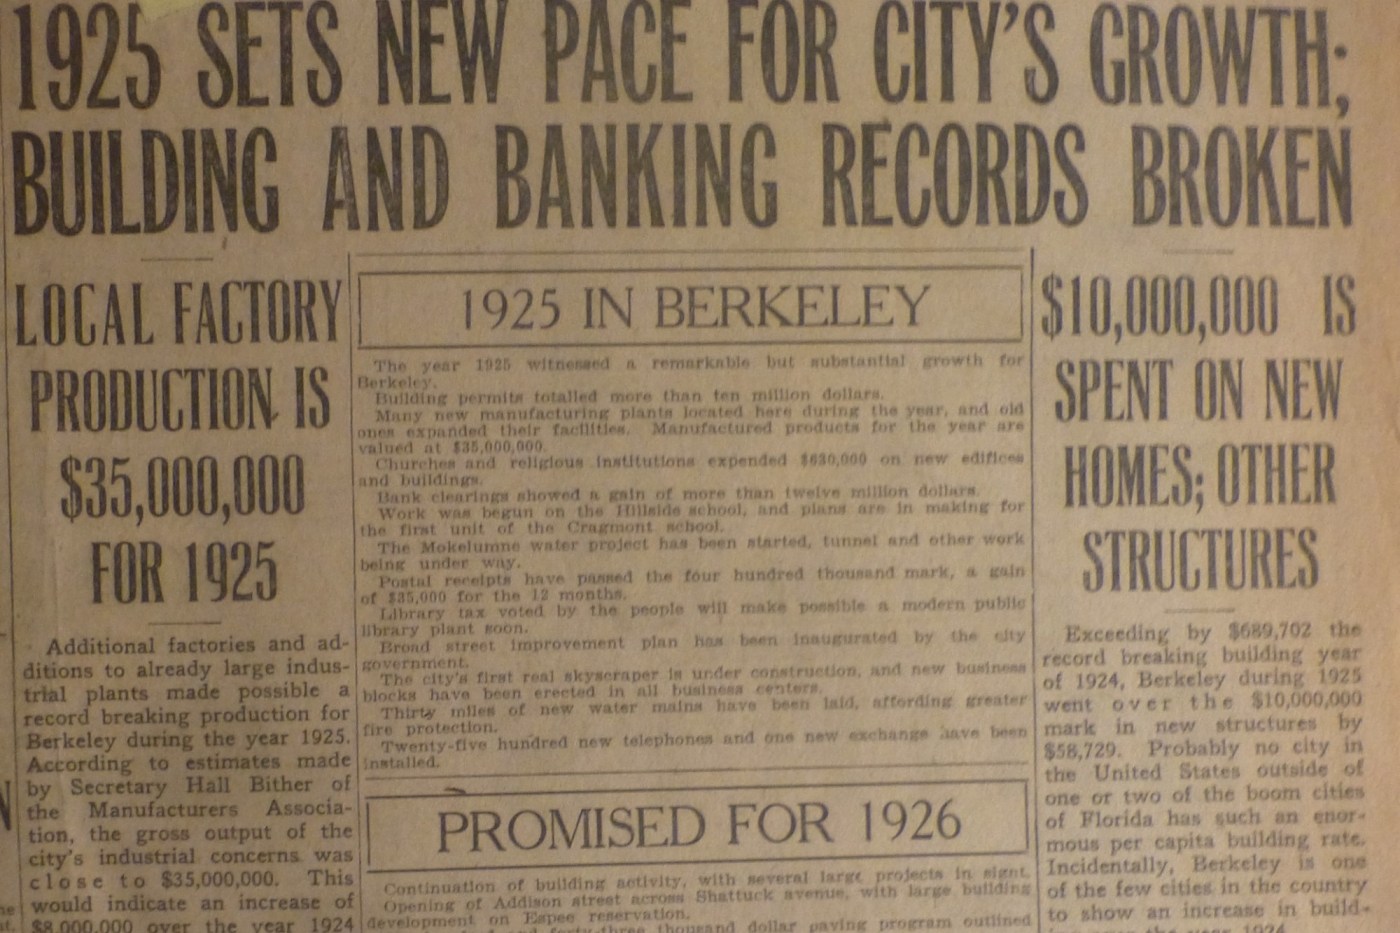 1925 SETS NEW PACE FOR CITY'S GROWTH;
BUILDING AND BANKING RECORDS BROKEN
LOCAL FACTORY
PRODUCTION IS
$35,000,000
FOR 1925
Additional factories and ad-
ditions to already large indus-
trial plants made possible a
record breaking production for
Berkeley during the year 1925.
According to estimates made
by Secretary Hall Bither of
the Manufacturers Associa-
tion, the gross output of the
city's industrial concerns was
close to $35,000,000. This
would indicate an increase of
$8,000,000 over the year 1924
1925 IN BERKELEY
The year 1925 witnessed a remarkable but substantial growth for
Berkeley.
Building permits totalled more than ten million dollars.
Many new manufacturing plants located here during the year, and old
ones expanded their facilities. Manufactured products for the year are
valued at $35,000,000.
Churches and religious institutions expended $630,000 on new edifices
and buildings.
Bank clearings showed a gain of more than twelve million dollars.
Work was begun on the Hillside school, and plans are in making for
the first unit of the Cragmont school.
The Mokelumne water project has been started, tunnel and other work
being under way.
Postal receipts have passed the four hundred thousand mark, a gain
of $35,000 for the 12 months.
Library tax voted by the people will make possible a modern public
library plant soon.
Broad street improvement plan has been inaugurated by the city
government.
The city's first real skyscraper is under construction, and new business
blocks have been erected in all business centers.
Thirty miles of new water mains have been laid, affording greater
fire protection.
Twenty-five hundred new telephones and one new exchange have been
installed.
PROMISED FOR 1926
Continuation of building activity, with several large projects in sight.
Opening of Addison street across Shattuck avenue, with large building
development on Espee reservation.
thousand dollar paving program outlined
$10,000,000 IS
SPENT ON NEW
HOMES; OTHER
STRUCTURES
Exceeding by $689,702 the
record breaking building year
of 1924, Berkeley during 1925
went over the $10,000,000
mark in new structures by
$58,729. Probably no city in
the United States outside of
one or two of the boom cities
of Florida has such an enor-
mous per capita building rate.
Incidentally, Berkeley is one
of the few cities in the country
to show an increase in build-
the year 1924